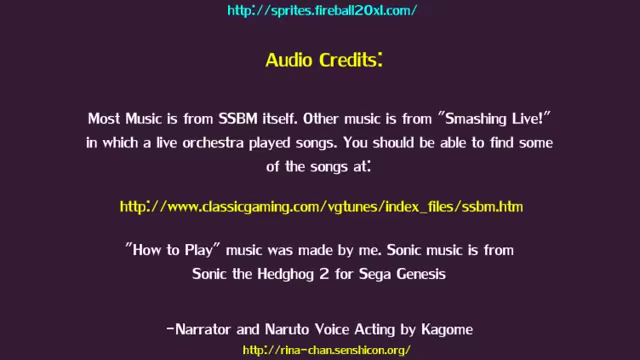 http://sprites.fireball20xl.com/
Audio Credits:
Most Music is from SSBM itself. Other music is from "Smashing Live!"
in which a live orchestra played songs. You should be able to find some
of the songs at:
http://www.classicgaming.com/vgtunes/index_files/ssbm.htm
"How to Play" music was made by me. Sonic music is from
Sonic the Hedghog 2 for Sega Genesis
-Narrator and Naruto Voice Acting by Kagome
http://rina-chan.senshicon.org/